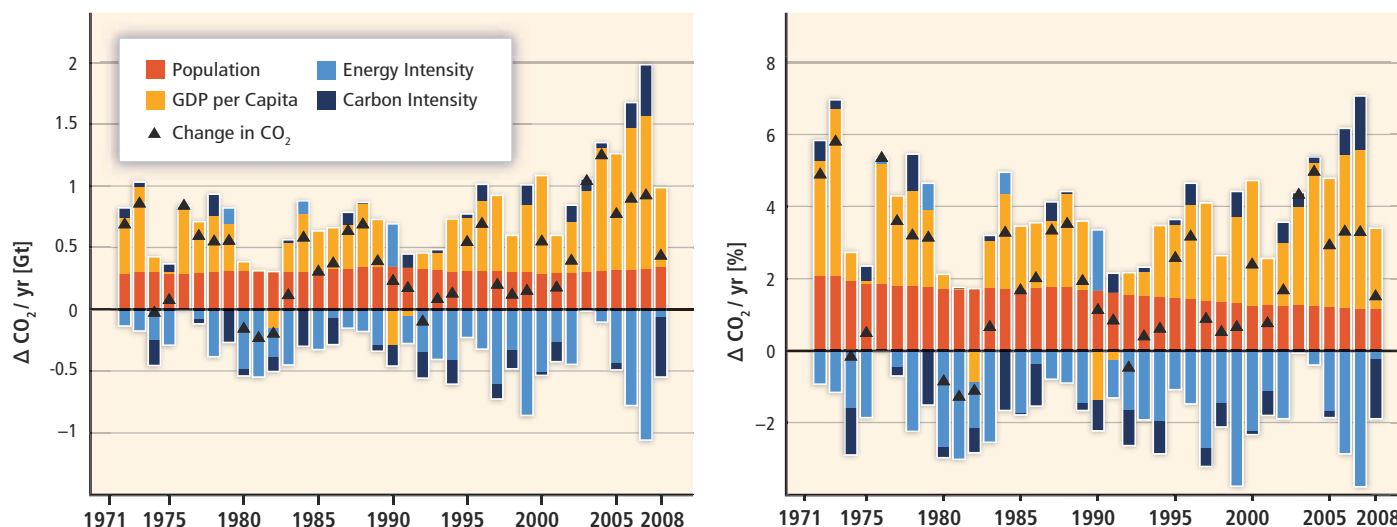 2
1.5
1
0.5
0
-0.5
−1
Δ CO2 / yr [Gt]
Population
GDP per Capita
Energy Intensity
Carbon Intensity
Change in CO2
1971 1975 1980 1985 1990 1995 2000 2005 2008
8
6
4
2
0
−2
−4
Δ CO2 / yr [%]
1971 1975 1980 1985 1990 1995 2000 2005 2008